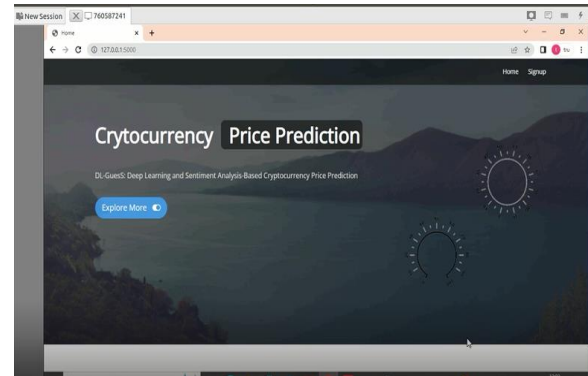 New Session
760587241
Home
127.0.0.1:5000
Home Signup
Crytocurrency Price Prediction
DL-GuesS: Deep Learning and Sentiment Analysis-Based Cryptocurrency Price Prediction
Explore More